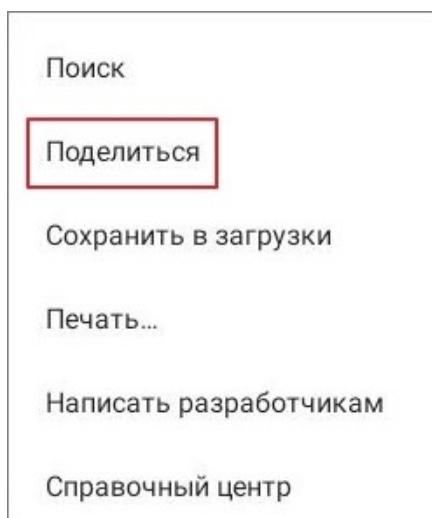 Поиск
Поделиться
Сохранить в загрузки
Печать...
Написать разработчикам
Справочный центр